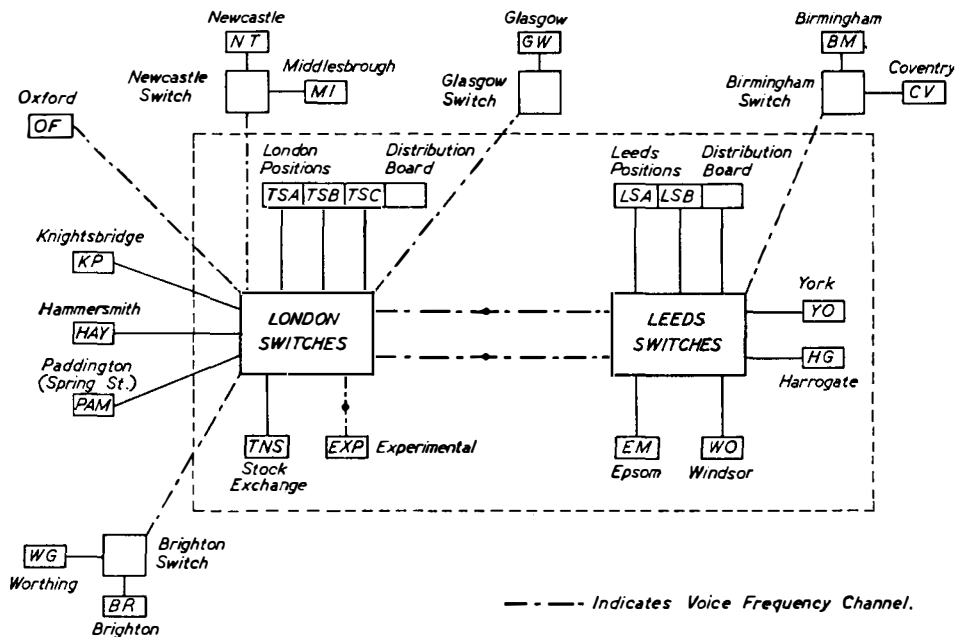 Newcastle
NT
Newcastle
Switch
Middlesbrough
MI
Glasgow
GW
Glasgow
Switch
Birmingham
BM
Birmingham
Switch
Coventry
CV
Oxford
OF
London
Positions
Distribution
Board
TSA TSB TSC
Leeds
Positions
Distribution
Board
LSA LSB
Knightsbridge
KP
Hammersmith
HAY
Paddington
(Spring St.)
PAM
LONDON
SWITCHES
LEEDS
SWITCHES
York
YO
HG
Harrogate
TNS
Stock
Exchange
EXP Experimental
EM
Epsom
WO
Windsor
WG
Worthing
Brighton
Switch
BR
Brighton
Indicates Voice Frequency Channel.